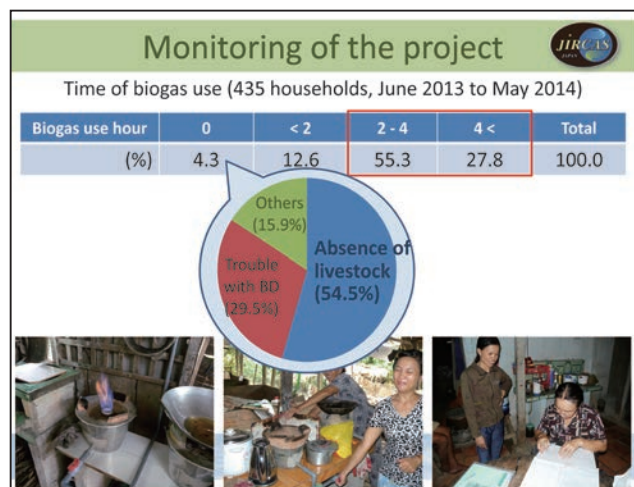 Monitoring of the project
JIRCAS
JAPAN
Time of biogas use (435 households, June 2013 to May 2014)
Biogas use hour 0 < 2 2 - 4 4 < Total
(%) 4.3 12.6 55.3 27.8 100.0
Others
(15.9%)
Absence of
livestock
(54.5%)
Trouble
with BD
(29.5%)